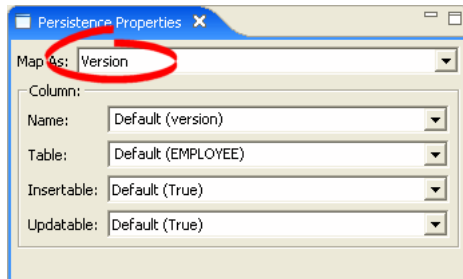 Persistence Properties
Map As: Version
Column:
Name: Default (version)
Table: Default (EMPLOYEE)
Insertable: Default (True)
Updatable: Default (True)